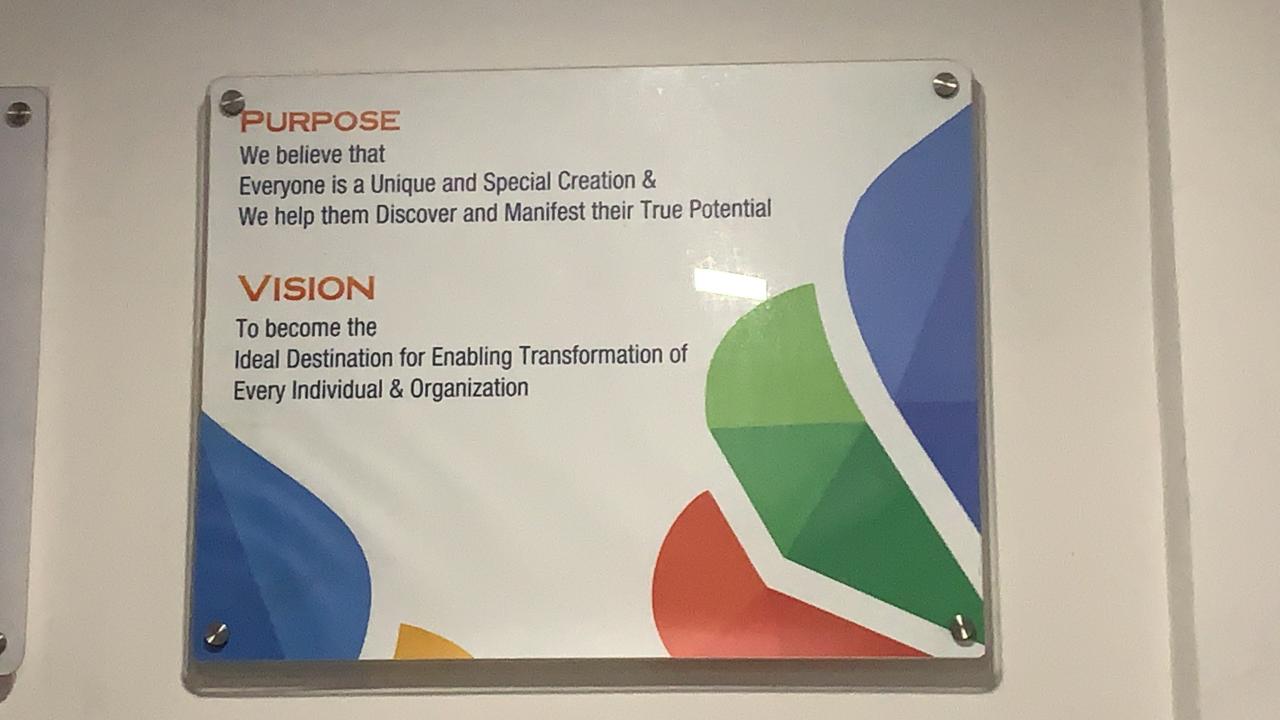 PURPOSE
We believe that
Everyone is a Unique and Special Creation &
We help them Discover and Manifest their True Potential
VISION
To become the
Ideal Destination for Enabling Transformation of
Every Individual & Organization